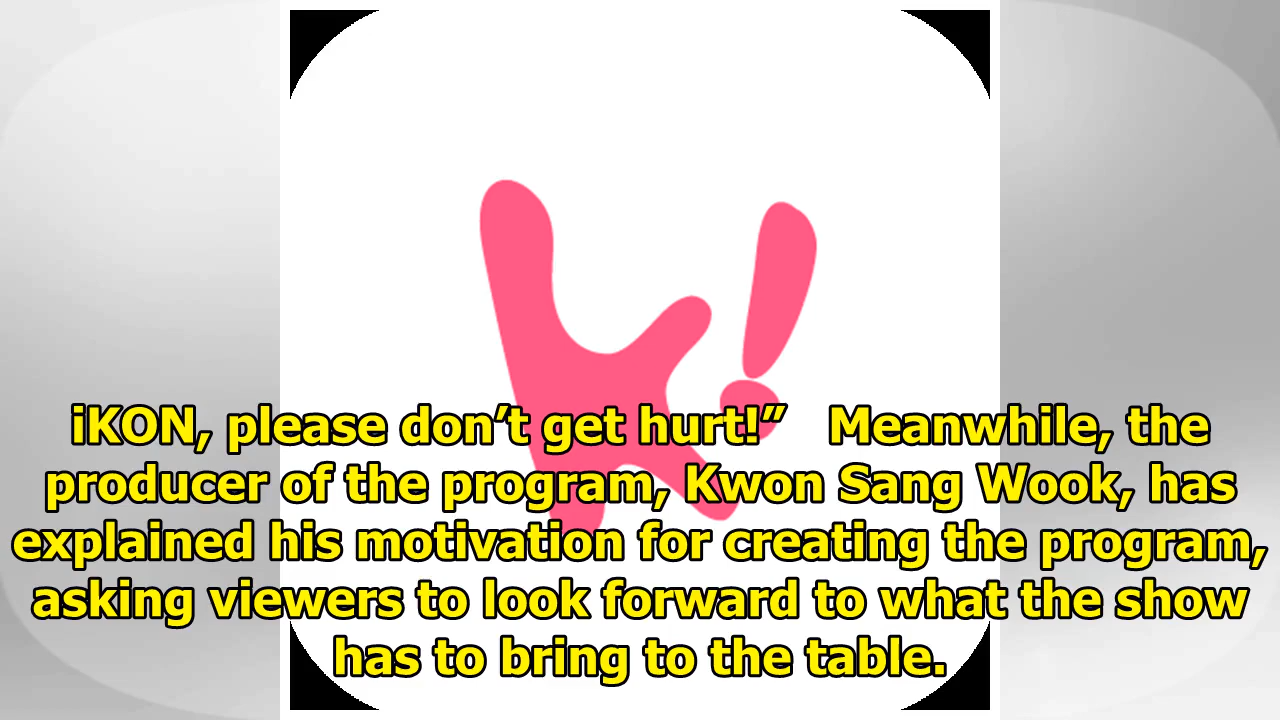 k!
iKON, please don’t get hurt!” Meanwhile, the
producer of the program, Kwon Sang Wook, has
explained his motivation for creating the program,
asking viewers to look forward to what the show
has to bring to the table.